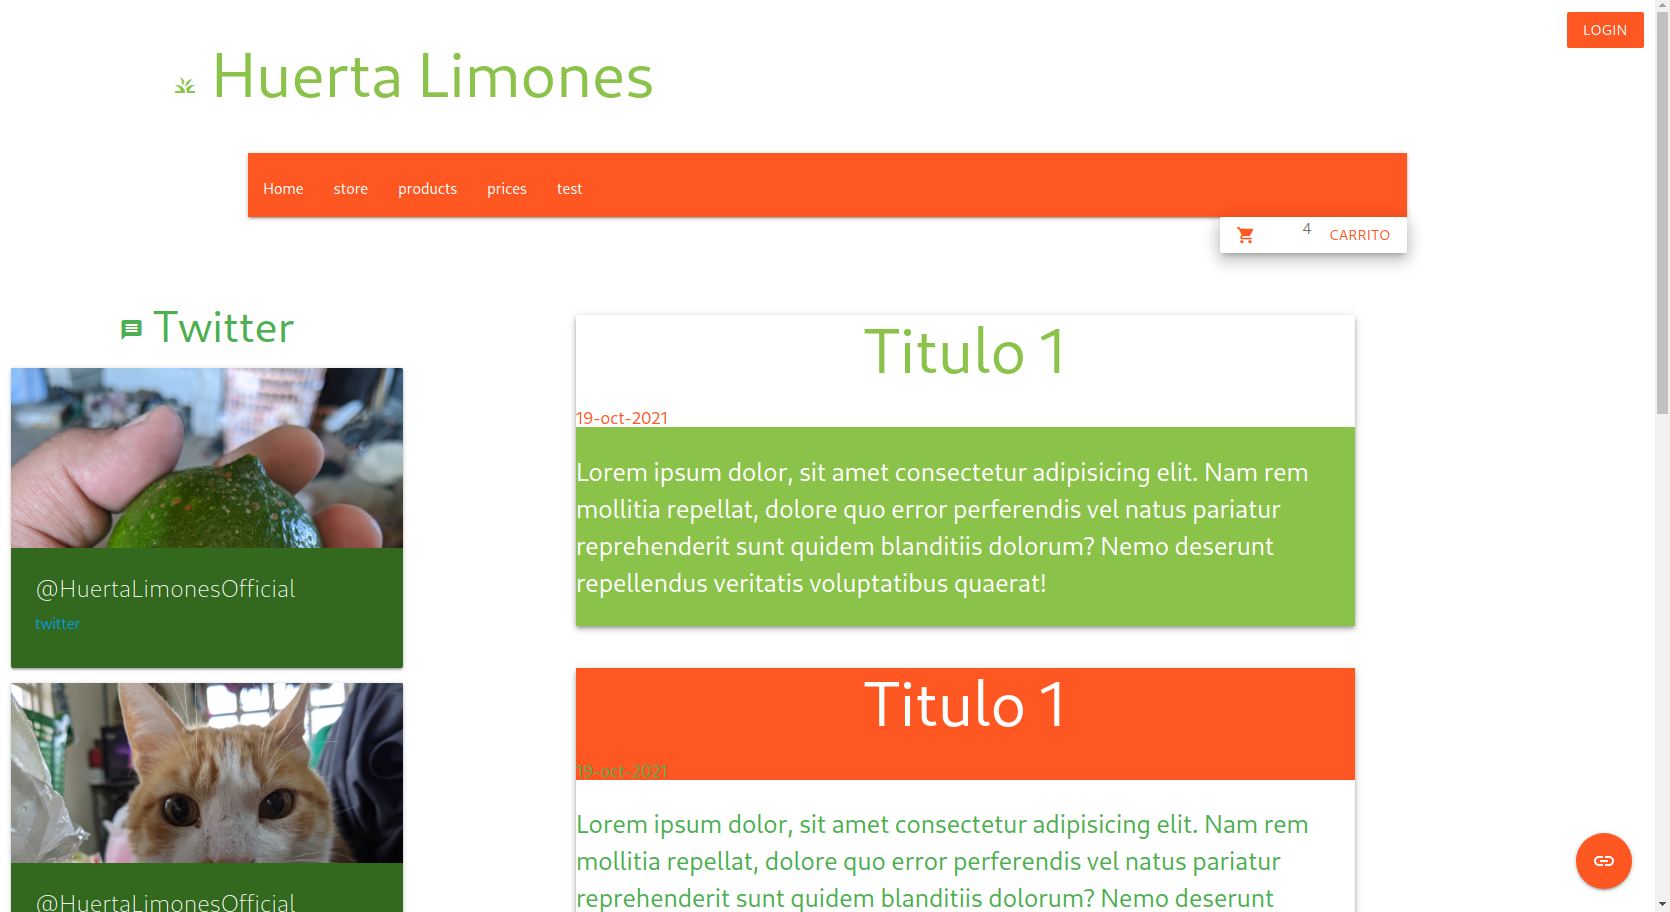 LOGIN
Huerta Limones
Home store products prices test
4 CARRITO
Twitter
@HuertaLimonesOfficial
twitter
@HuertaLimonesOfficial
Titulo 1
19-oct-2021
Lorem ipsum dolor, sit amet consectetur adipisicing elit. Nam rem
mollitia repellat, dolore quo error perferendis vel natus pariatur
reprehenderit sunt quidem blanditiis dolorum? Nemo deserunt
repellendus veritatis voluptatibus quaerat!
Titulo 1
19-oct-2021
Lorem ipsum dolor, sit amet consectetur adipisicing elit. Nam rem
mollitia repellat, dolore quo error perferendis vel natus pariatur
reprehenderit sunt quidem blanditiis dolorum? Nemo deserunt